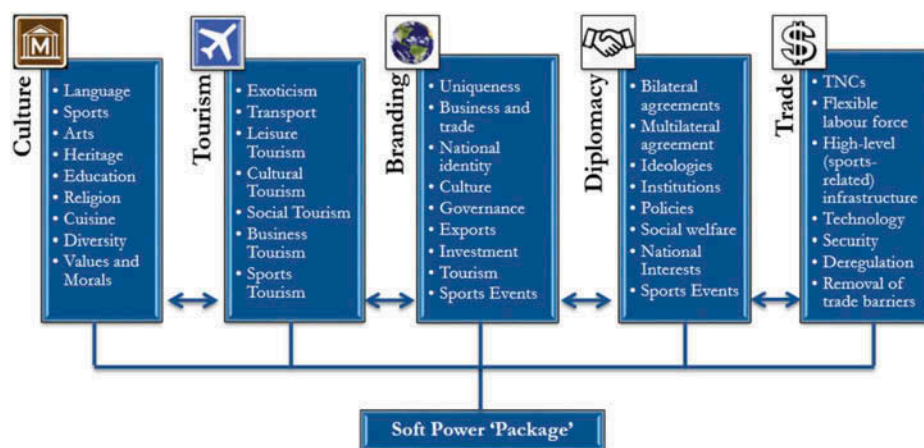 M
Culture
• Language
• Sports
• Arts
• Heritage
• Education
• Religion
• Cuisine
• Diversity
• Values and
Morals
Tourism
• Exoticism
• Transport
• Leisure
Tourism
• Cultural
Tourism
• Social Tourism
• Business
Tourism
• Sports
Tourism
Branding
• Uniqueness
• Business and
trade
• National
identity
• Culture
• Governance
• Exports
• Investment
• Tourism
• Sports Events
Diplomacy
• Bilateral
agreements
• Multilateral
agreement
• Ideologies
• Institutions
• Policies
• Social welfare
• National
Interests
• Sports Events
$
Trade
• TNCs
• Flexible
labour force
• High-level
(sports-
related)
infrastructure
• Technology
• Security
• Deregulation
• Removal of
trade barriers
Soft Power ‘Package’